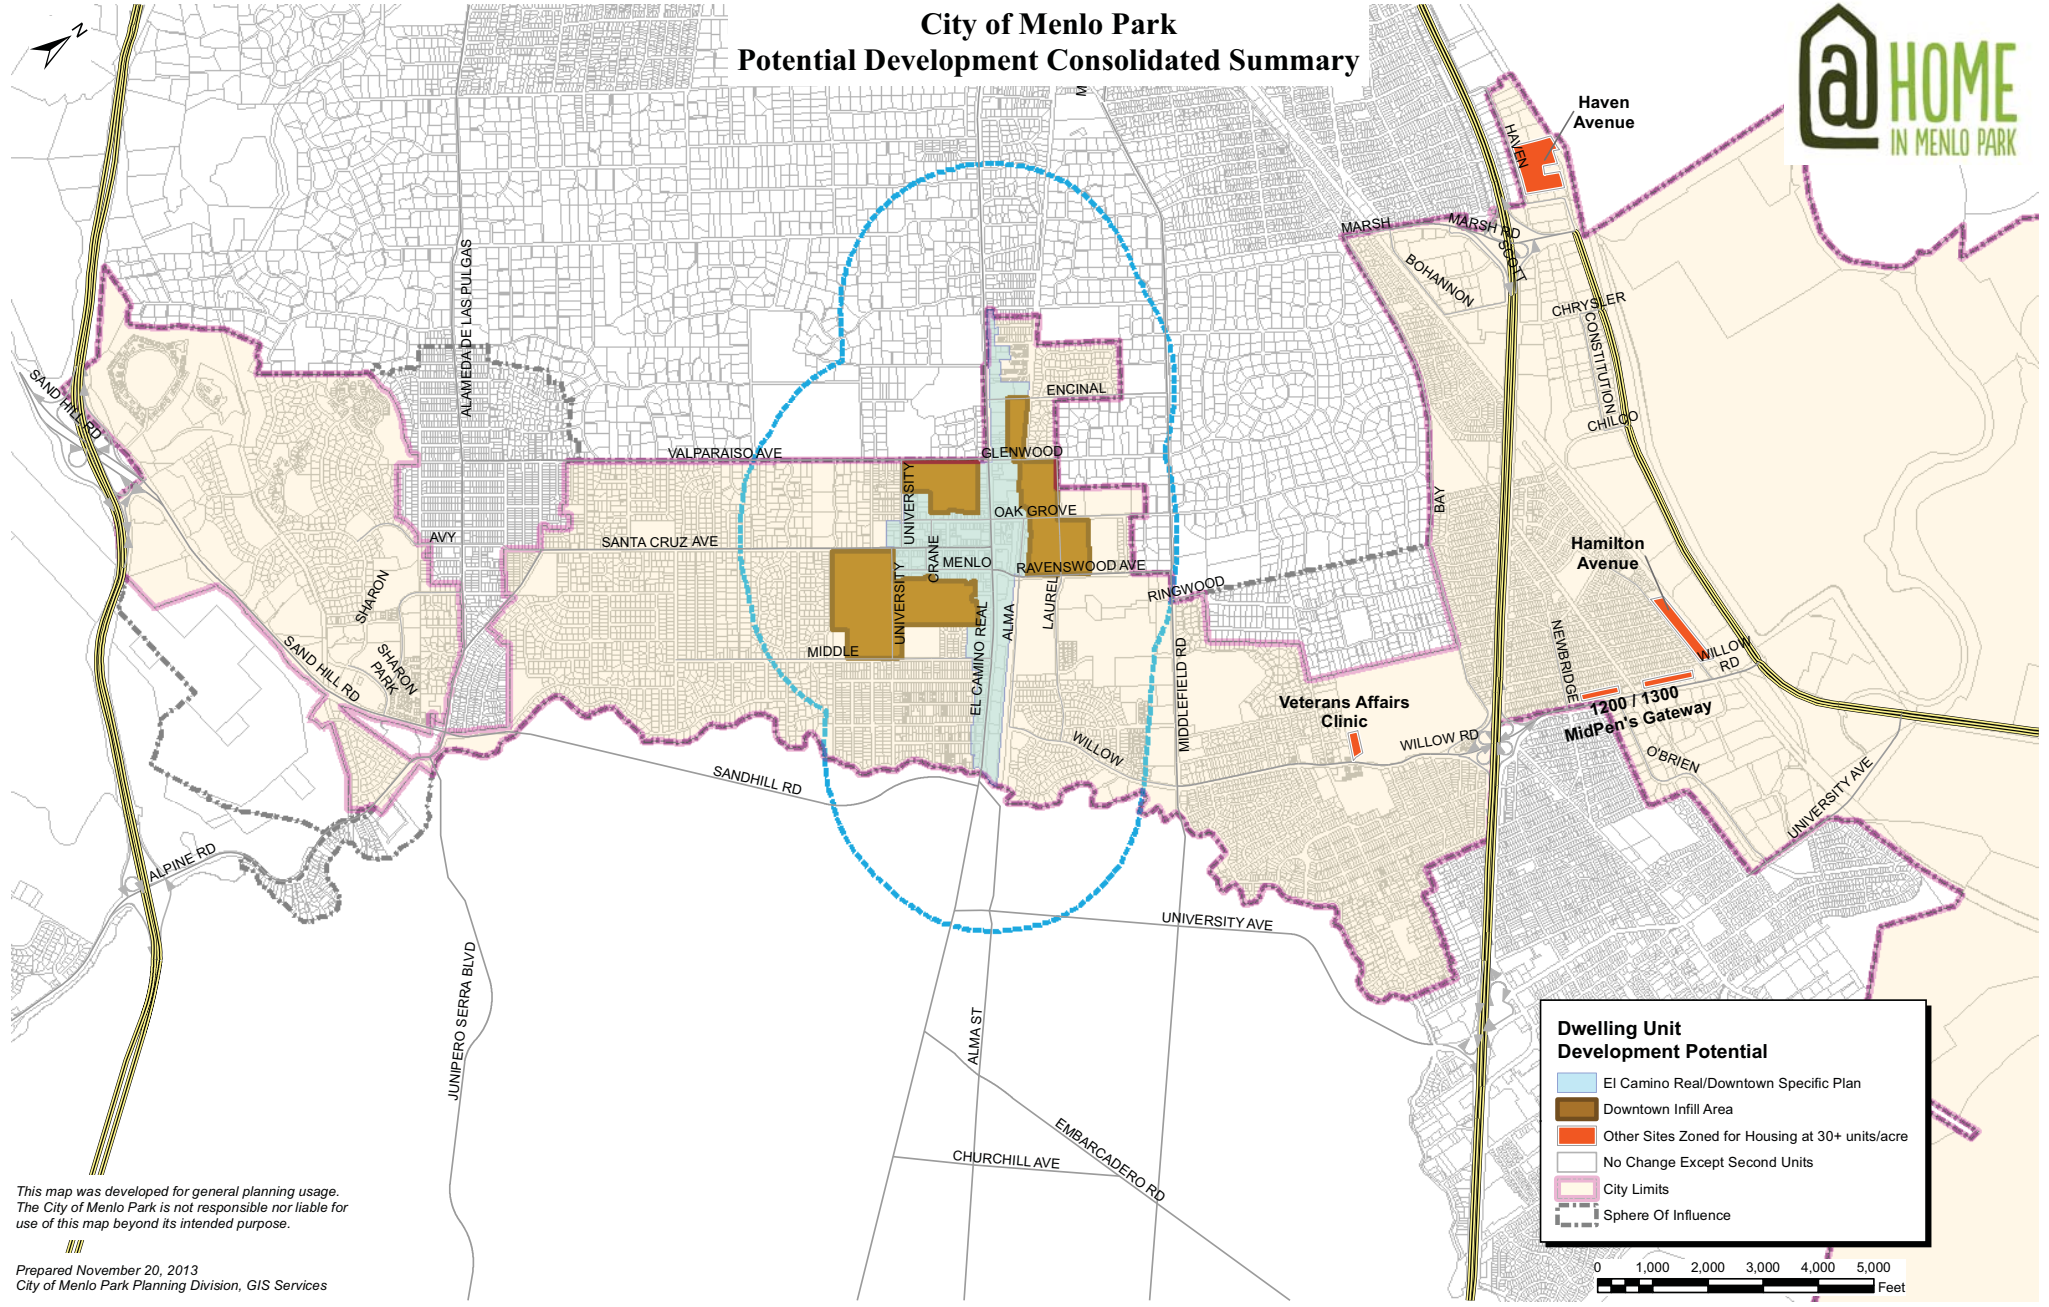 City of Menlo Park
Potential Development Consolidated Summary
N
@ HOME
IN MENLO PARK
Haven
Avenue
HAVEN
MARSH
MARSH RD
SCOTT
BOHANNON
CHRYSLER
CONSTITUTION
CHILCO
ALAMEDA DE LAS PULGAS
SAND HILL RD
ENCINAL
VALPARAISO AVE
GLENWOOD
UNIVERSITY
OAK GROVE
BAY
AVY
SANTA CRUZ AVE
CRANE
MENLO
RAVENSWOOD AVE
Hamilton
Avenue
SHARON
UNIVERSITY
LAUREL
RINGWOOD
ALMA
EL CAMINO REAL
MIDDLE
NEWBRIDGE
WILLOW
RD
SHARON
PARK
SAND HILL RD
MIDDLEFIELD RD
Veterans Affairs
Clinic
1200 / 1300
MidPen's Gateway
WILLOW
WILLOW RD
O'BRIEN
SANDHILL RD
UNIVERSITY AVE
ALPINE RD
UNIVERSITY AVE
JUNIPERO SERRA BLVD
ALMA ST
EMBARCADERO RD
CHURCHILL AVE
Dwelling Unit
Development Potential
El Camino Real/Downtown Specific Plan
Downtown Infill Area
Other Sites Zoned for Housing at 30+ units/acre
No Change Except Second Units
City Limits
Sphere Of Influence
0 1,000 2,000 3,000 4,000 5,000
Feet
This map was developed for general planning usage.
The City of Menlo Park is not responsible nor liable for
use of this map beyond its intended purpose.
Prepared November 20, 2013
City of Menlo Park Planning Division, GIS Services